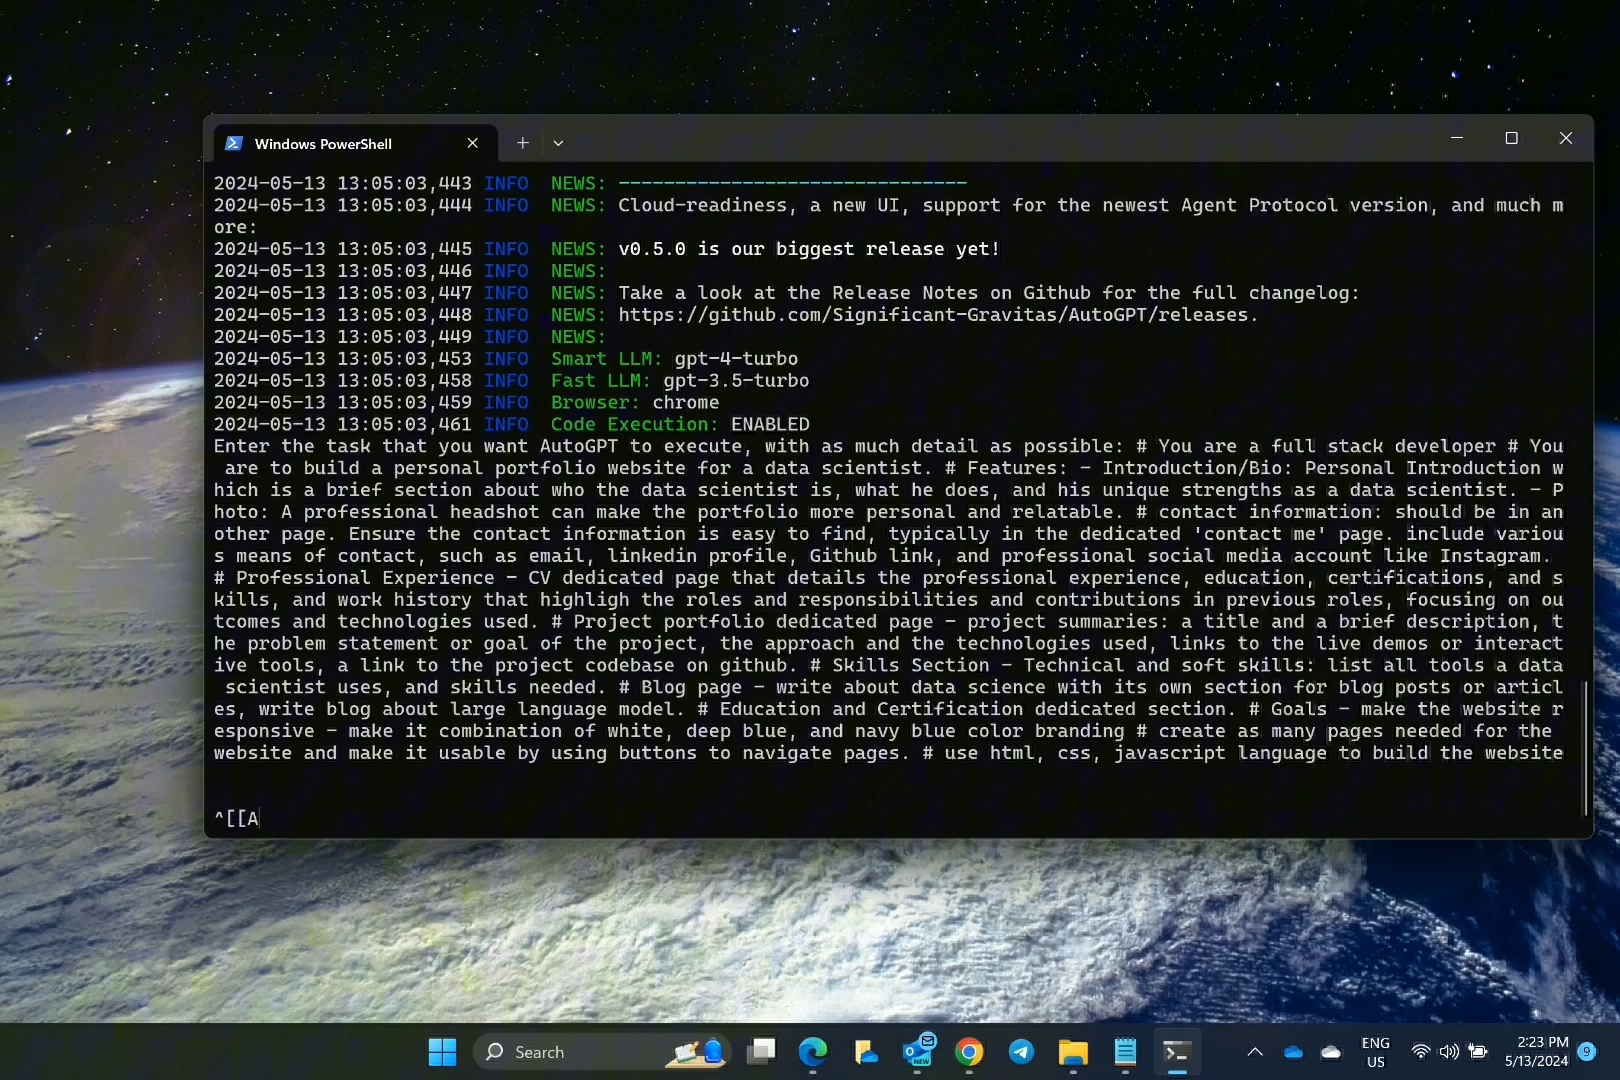 Windows PowerShell
2024-05-13 13:05:03,443 INFO NEWS: -------------------------------
2024-05-13 13:05:03,444 INFO NEWS: Cloud-readiness, a new UI, support for the newest Agent Protocol version, and much m
ore:
2024-05-13 13:05:03,445 INFO NEWS: v0.5.0 is our biggest release yet!
2024-05-13 13:05:03,446 INFO NEWS:
2024-05-13 13:05:03,447 INFO NEWS: Take a look at the Release Notes on Github for the full changelog:
2024-05-13 13:05:03,448 INFO NEWS: https://github.com/Significant-Gravitas/AutoGPT/releases.
2024-05-13 13:05:03,449 INFO NEWS:
2024-05-13 13:05:03,453 INFO Smart LLM: gpt-4-turbo
2024-05-13 13:05:03,458 INFO Fast LLM: gpt-3.5-turbo
2024-05-13 13:05:03,459 INFO Browser: chrome
2024-05-13 13:05:03,461 INFO Code Execution: ENABLED
Enter the task that you want AutoGPT to execute, with as much detail as possible: # You are a full stack developer # You
are to build a personal portfolio website for a data scientist. # Features: - Introduction/Bio: Personal Introduction w
hich is a brief section about who the data scientist is, what he does, and his unique strengths as a data scientist. - P
hoto: A professional headshot can make the portfolio more personal and relatable. # contact information: should be in an
other page. Ensure the contact information is easy to find, typically in the dedicated 'contact me' page. include variou
s means of contact, such as email, linkedin profile, Github link, and professional social media account like Instagram.
# Professional Experience - CV dedicated page that details the professional experience, education, certifications, and s
kills, and work history that highligh the roles and responsibilities and contributions in previous roles, focusing on ou
tcomes and technologies used. # Project portfolio dedicated page - project summaries: a title and a brief description, t
he problem statement or goal of the project, the approach and the technologies used, links to the live demos or interact
ive tools, a link to the project codebase on github. # Skills Section - Technical and soft skills: list all tools a data
scientist uses, and skills needed. # Blog page - write about data science with its own section for blog posts or articl
es, write blog about large language model. # Education and Certification dedicated section. # Goals - make the website r
esponsive - make it combination of white, deep blue, and navy blue color branding # create as many pages needed for the
website and make it usable by using buttons to navigate pages. # use html, css, javascript language to build the website
^[[A
Search
NEW
ENG
US
2:23 PM
5/13/2024
9